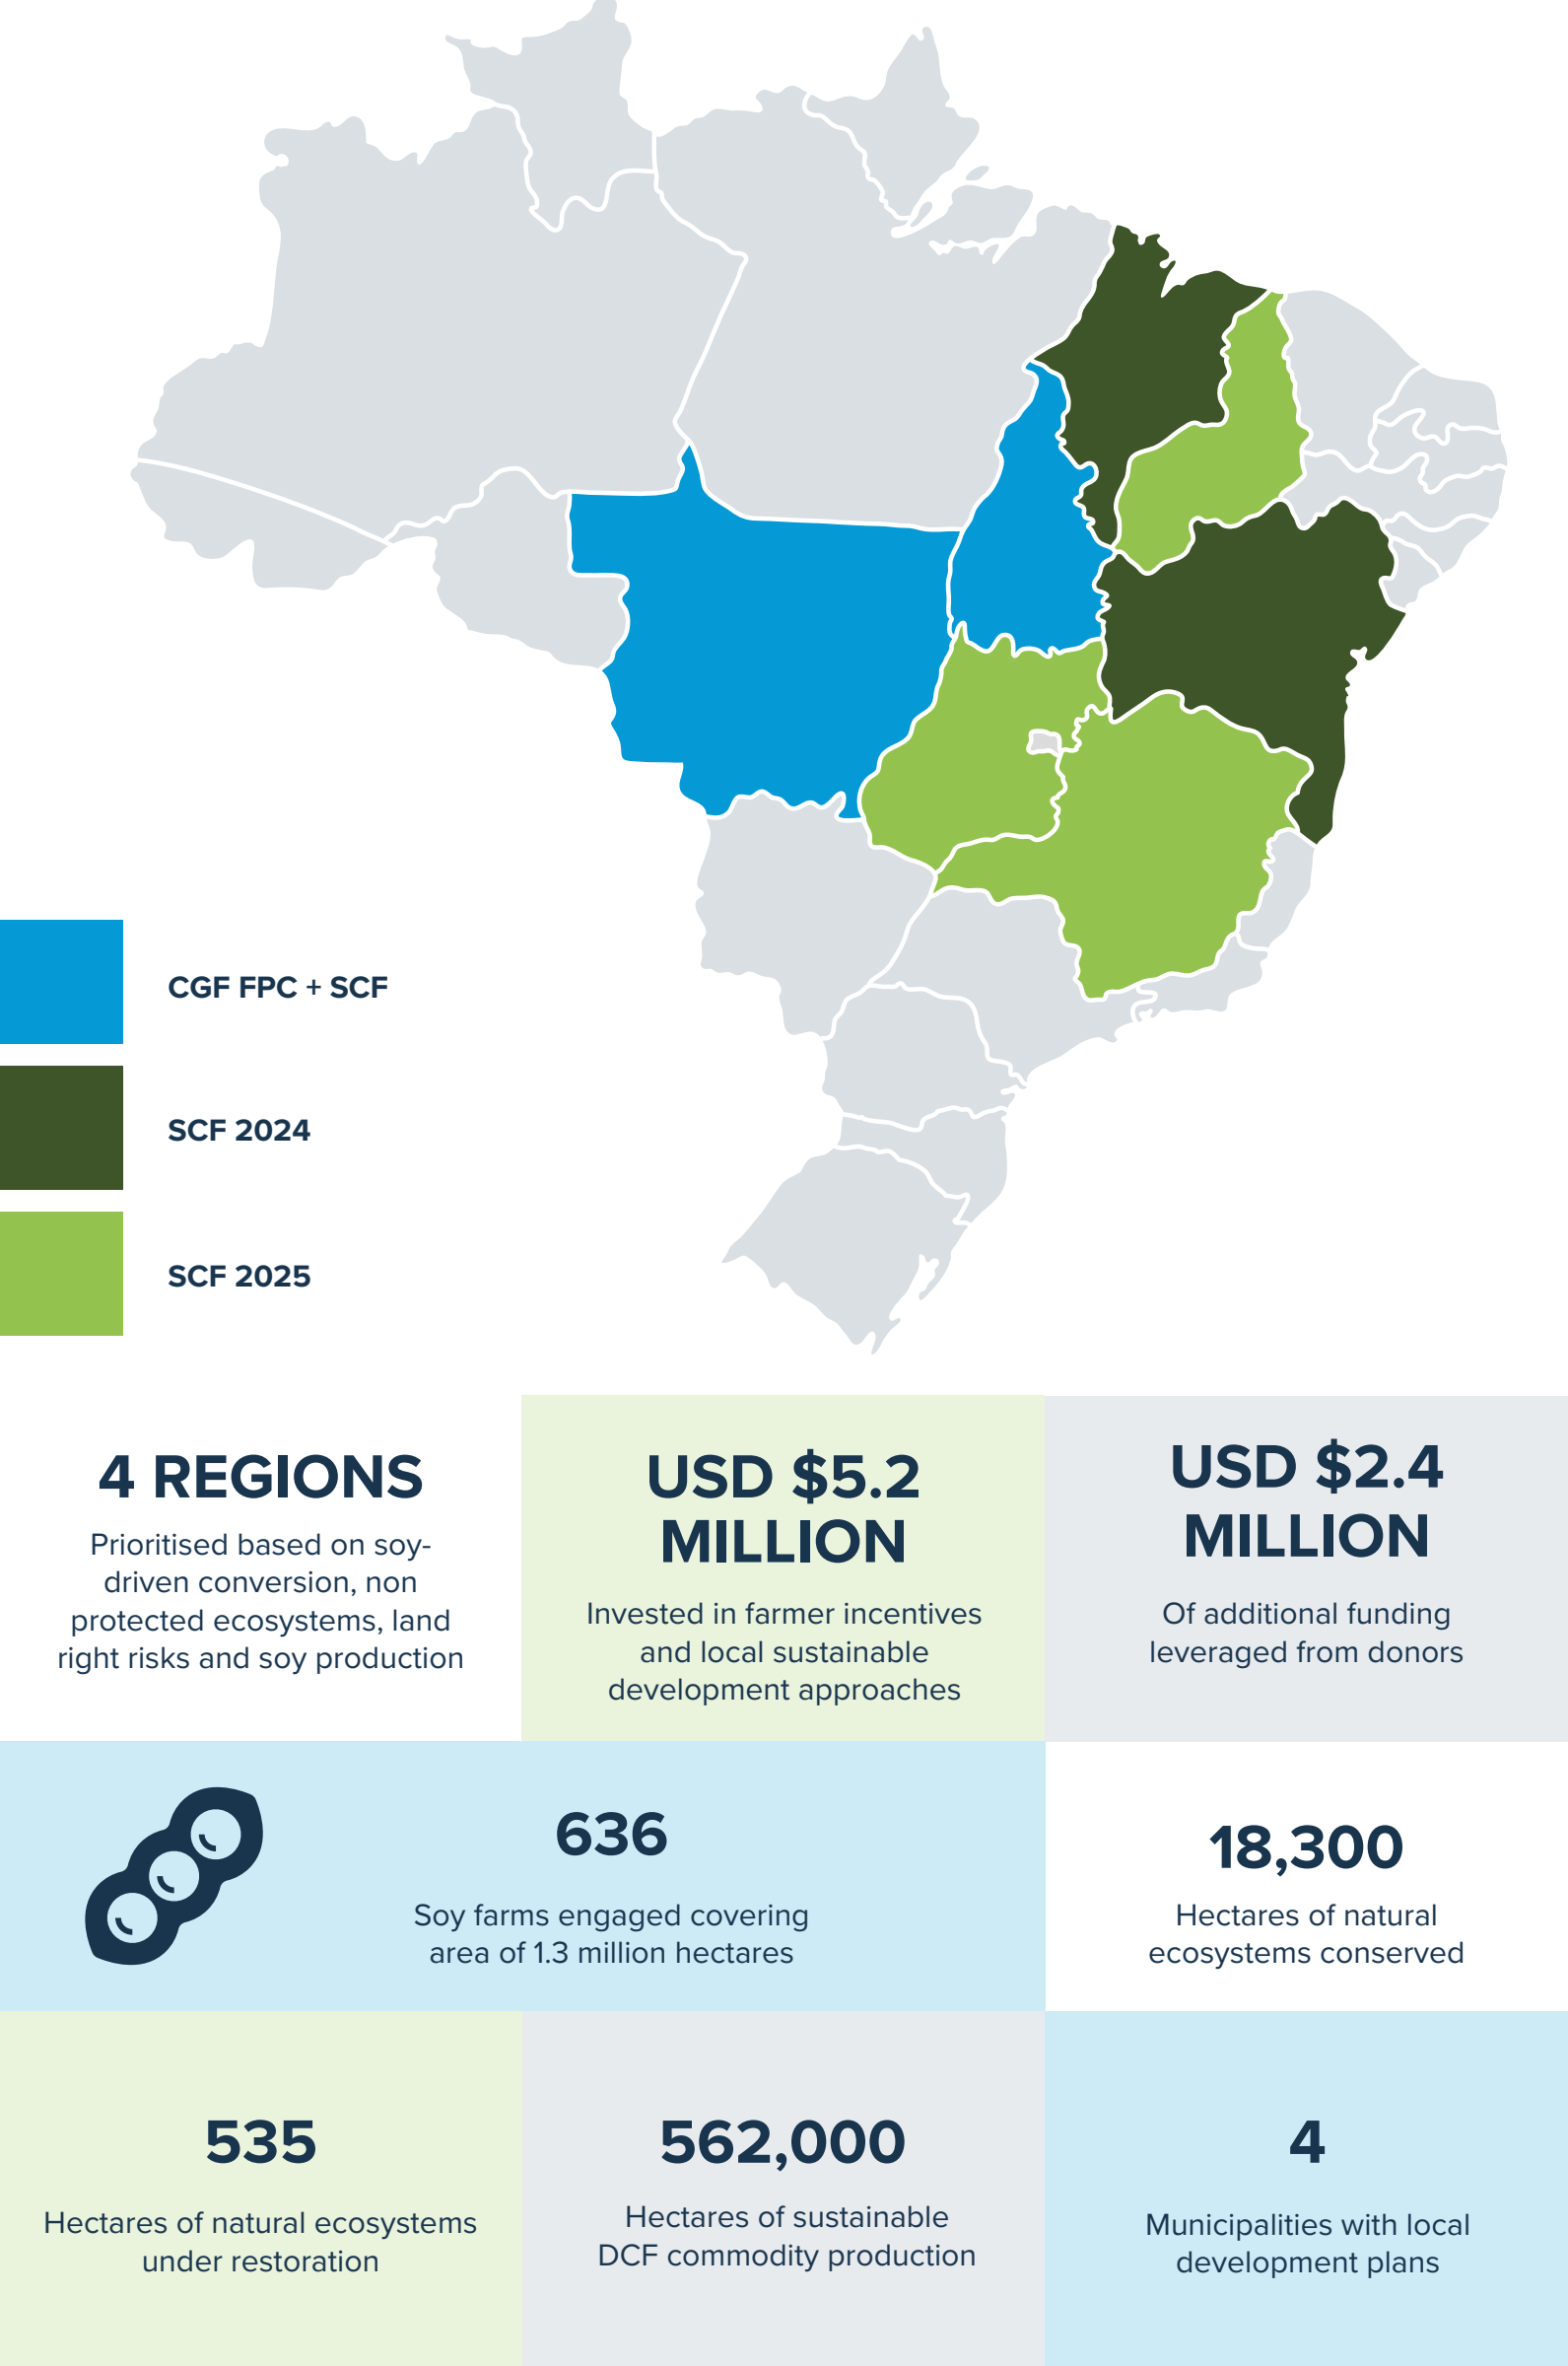 CGF FPC + SCF
SCF 2024
SCF 2025
4 REGIONS
Prioritised based on soy-
driven conversion, non
protected ecosystems, land
right risks and soy production
USD $5.2
MILLION
Invested in farmer incentives
and local sustainable
development approaches
USD $2.4
MILLION
Of additional funding
leveraged from donors
636
Soy farms engaged covering
area of 1.3 million hectares
18,300
Hectares of natural
ecosystems conserved
535
Hectares of natural ecosystems
under restoration
562,000
Hectares of sustainable
DCF commodity production
4
Municipalities with local
development plans